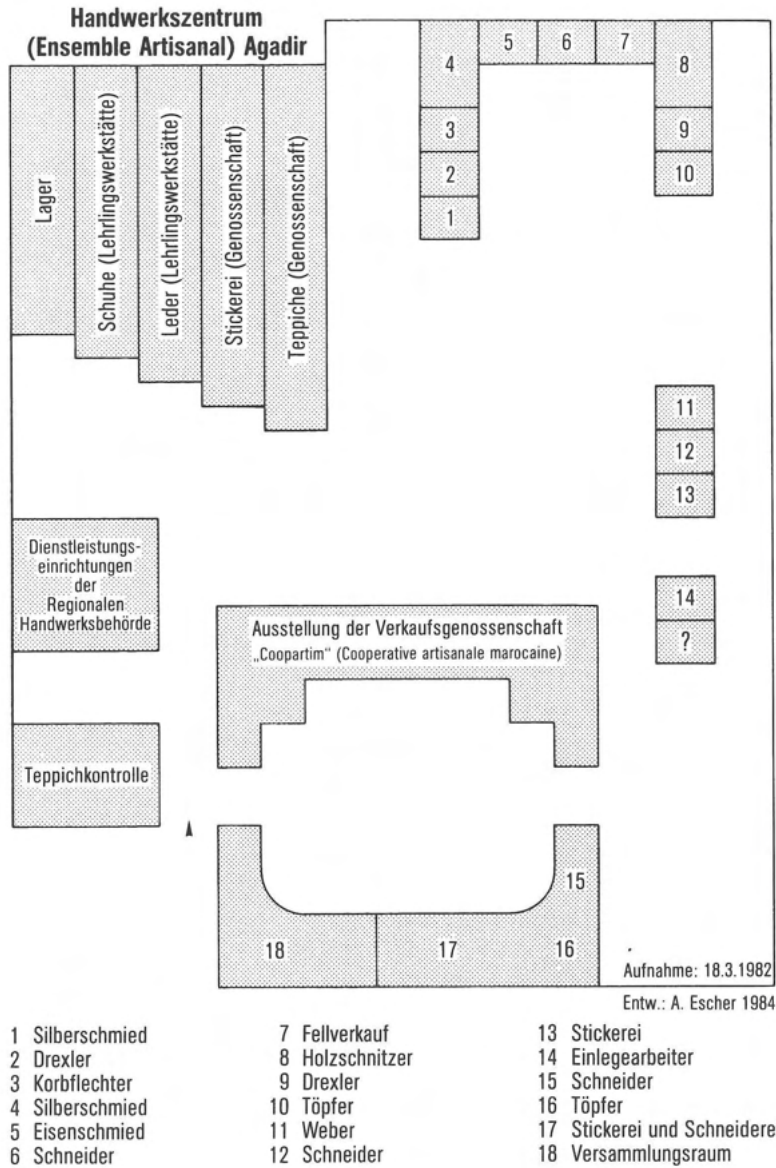 Handwerkszentrum
(Ensemble Artisanal) Agadir
Lager
Schuhe (Lehrlingswerkstätte)
Leder (Lehrlingswerkstätte)
Stickerei (Genossenschaft)
Teppiche (Genossenschaft)
4
5
6
7
8
3
9
2
10
1
11
12
13
Dienstleistungs-
einrichtungen
der
Regionalen
Handwerksbehörde
14
?
Ausstellung der Verkaufsgenossenschaft
„Coopartim“ (Cooperative artisanale marocaine)
Teppichkontrolle
15
18
17
16
Aufnahme: 18.3.1982
Entw.: A. Escher 1984
1 Silberschmied
2 Drexler
3 Korbflechter
4 Silberschmied
5 Eisenschmied
6 Schneider
7 Fellverkauf
8 Holzschnitzer
9 Drexler
10 Töpfer
11 Weber
12 Schneider
13 Stickerei
14 Einlegearbeiter
15 Schneider
16 Töpfer
17 Stickerei und Schneidere
18 Versammlungsraum